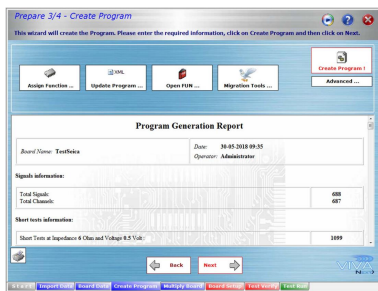 Prepare 3/4 - Create Program
This wizard will create the Program. Please enter the required information, click on Create Program and then click on Next.
Create Program !
XML
Assign Function ...
Update Program ...
Open FUN ...
Migration Tools ...
Advanced ...
Program Generation Report
Board Name: TestSeica
Date: 30-05-2018 09:35
Operator: Administrator
Signals information:
Total Signals: 688
Total Channels: 687
Short tests information:
Short Tests at Impedance 6 Ohm and Voltage 0.5 Volt: 1099
Back
Next
VIVA
Start Import Data Board Data Create Program Multiply Board Board Setup Test Verify Test Run